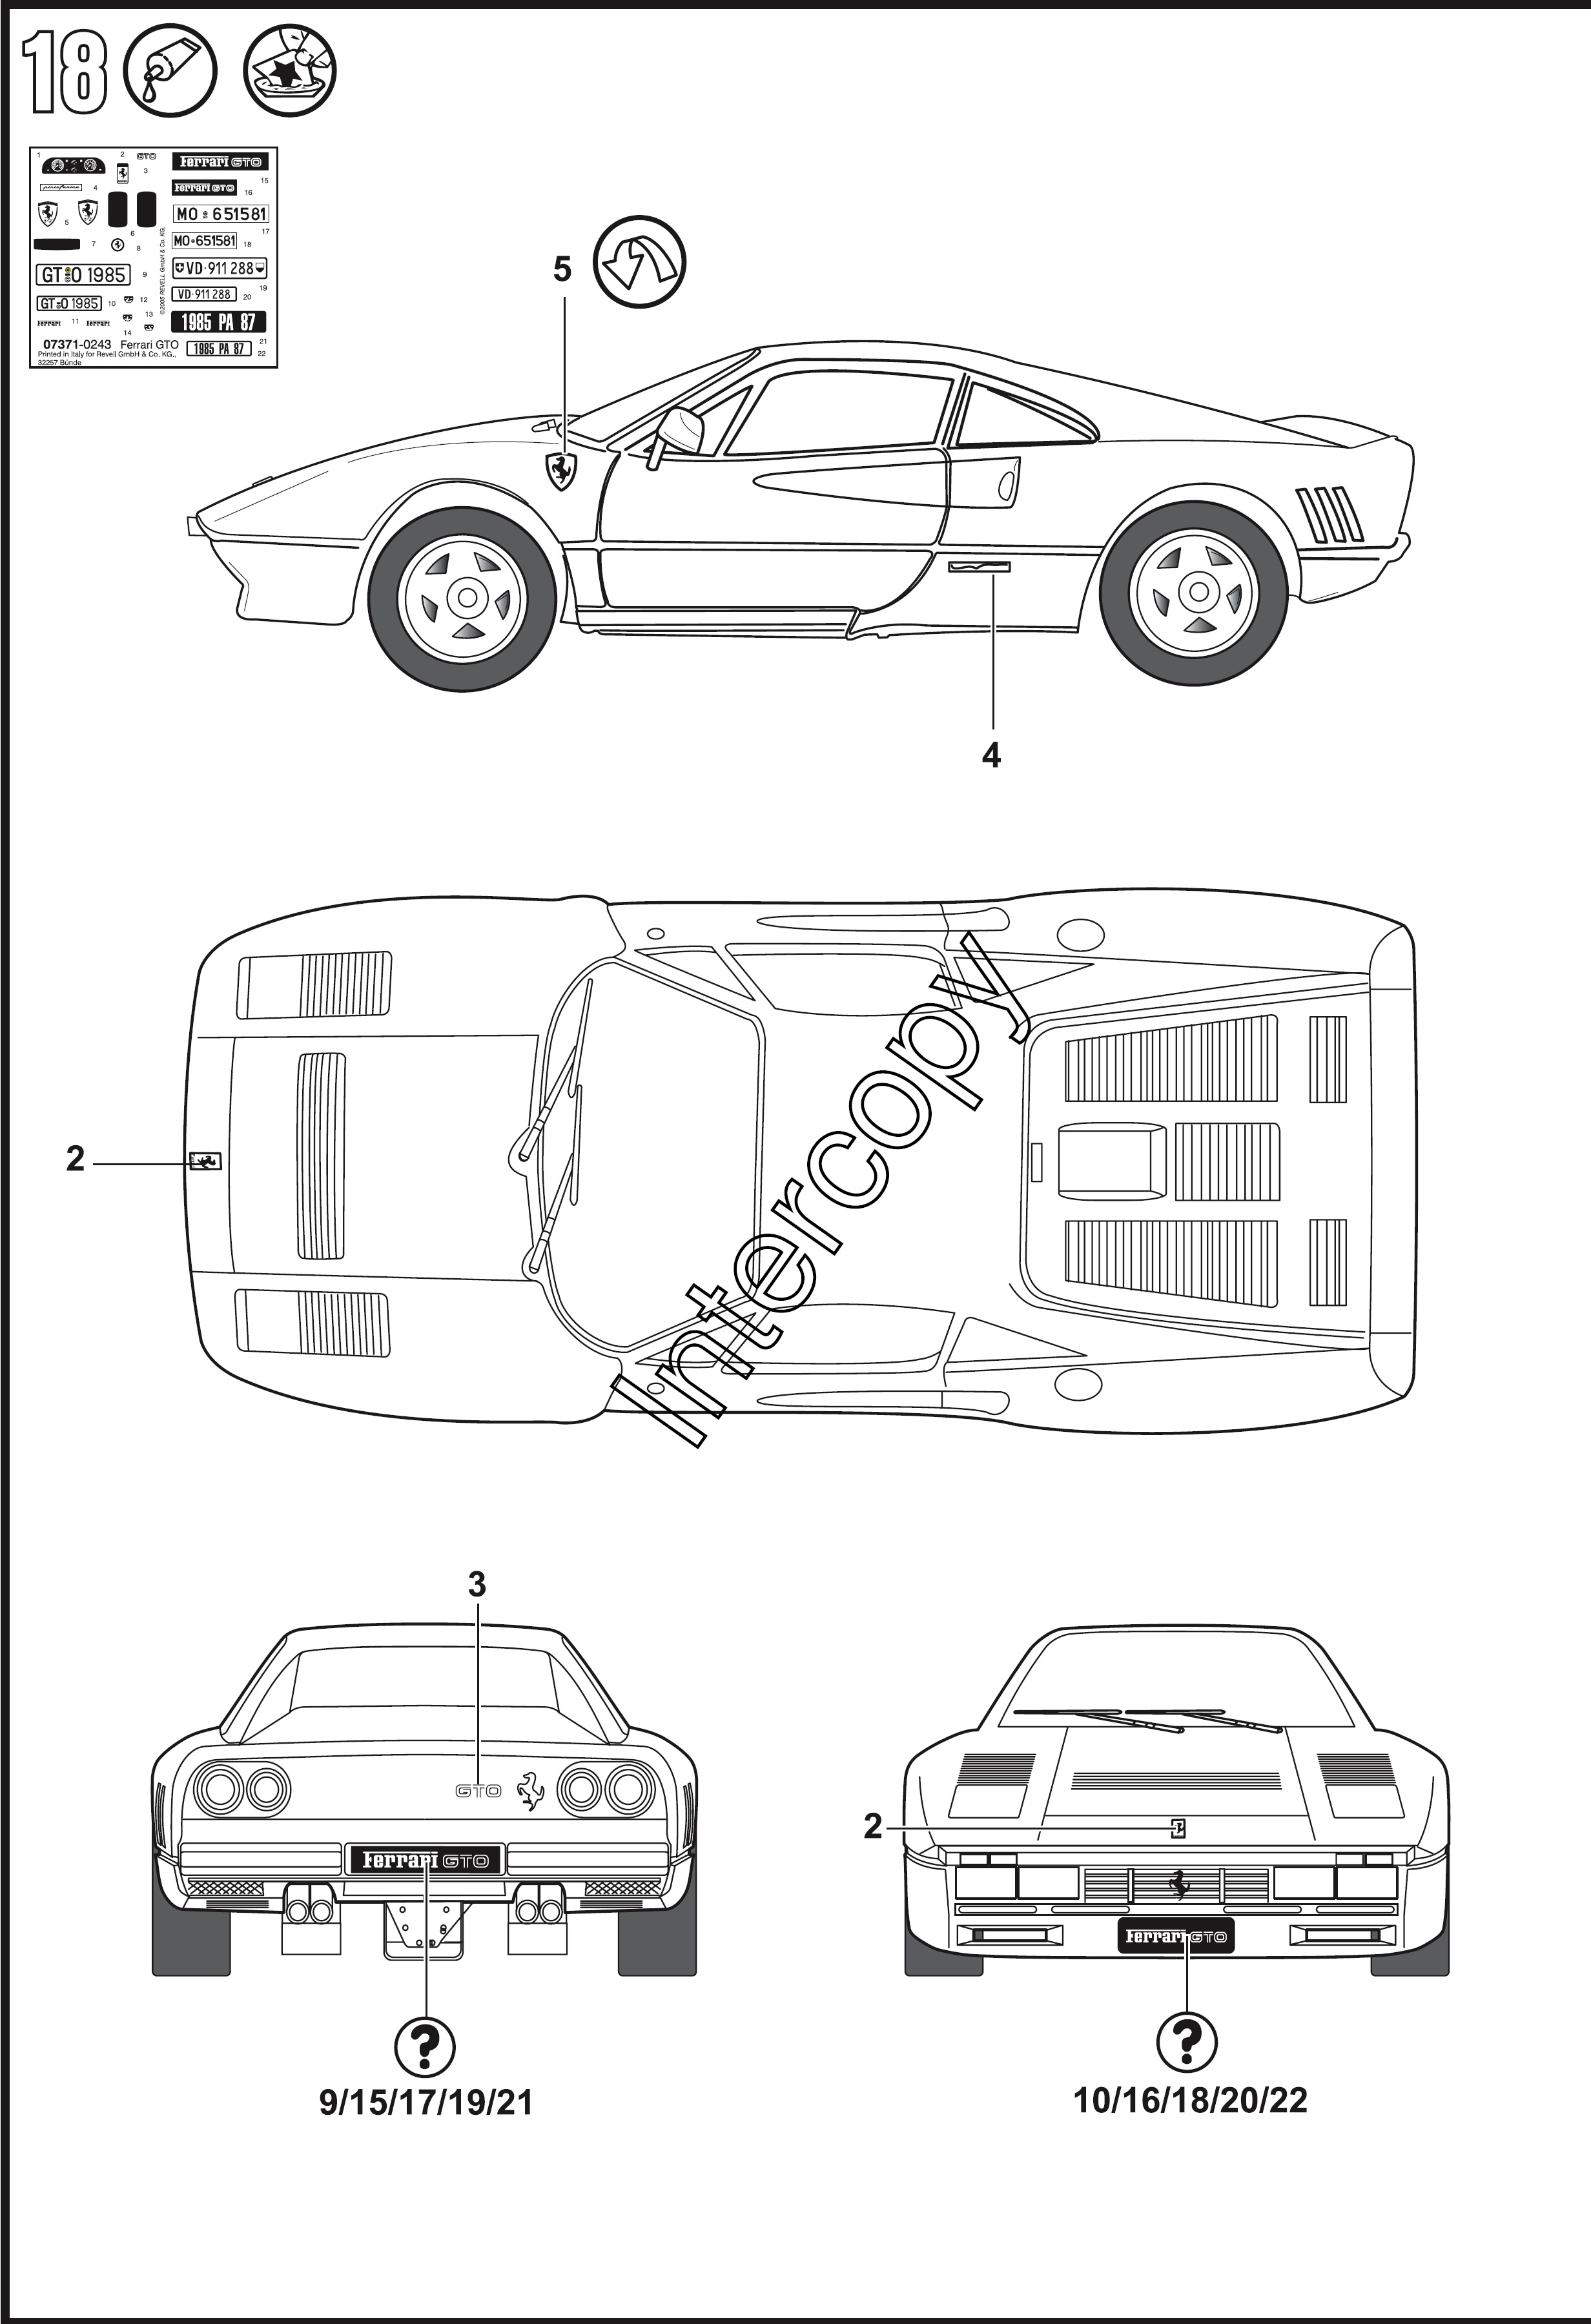 18
1
2
GTO
3
Ferrari GTO
15
pininfarina
4
Ferrari GTO
16
5
MO 651581
17
6
7
8
MO 651581
18
©2005 REVELL GmbH & Co. KG.
GT O 1985
9
VD·911 288
19
GT O 1985
10
12
VD·911 288
20
Ferrari
11
Ferrari
13
14
1985 PA 87
21
07371-0243 Ferrari GTO
Printed in Italy for Revell GmbH & Co. KG.,
32257 Bünde
1985 PA 87
22
5
4
2
Intercopy
3
GTO
Ferrari GTO
?
9/15/17/19/21
2
Ferrari GTO
?
10/16/18/20/22